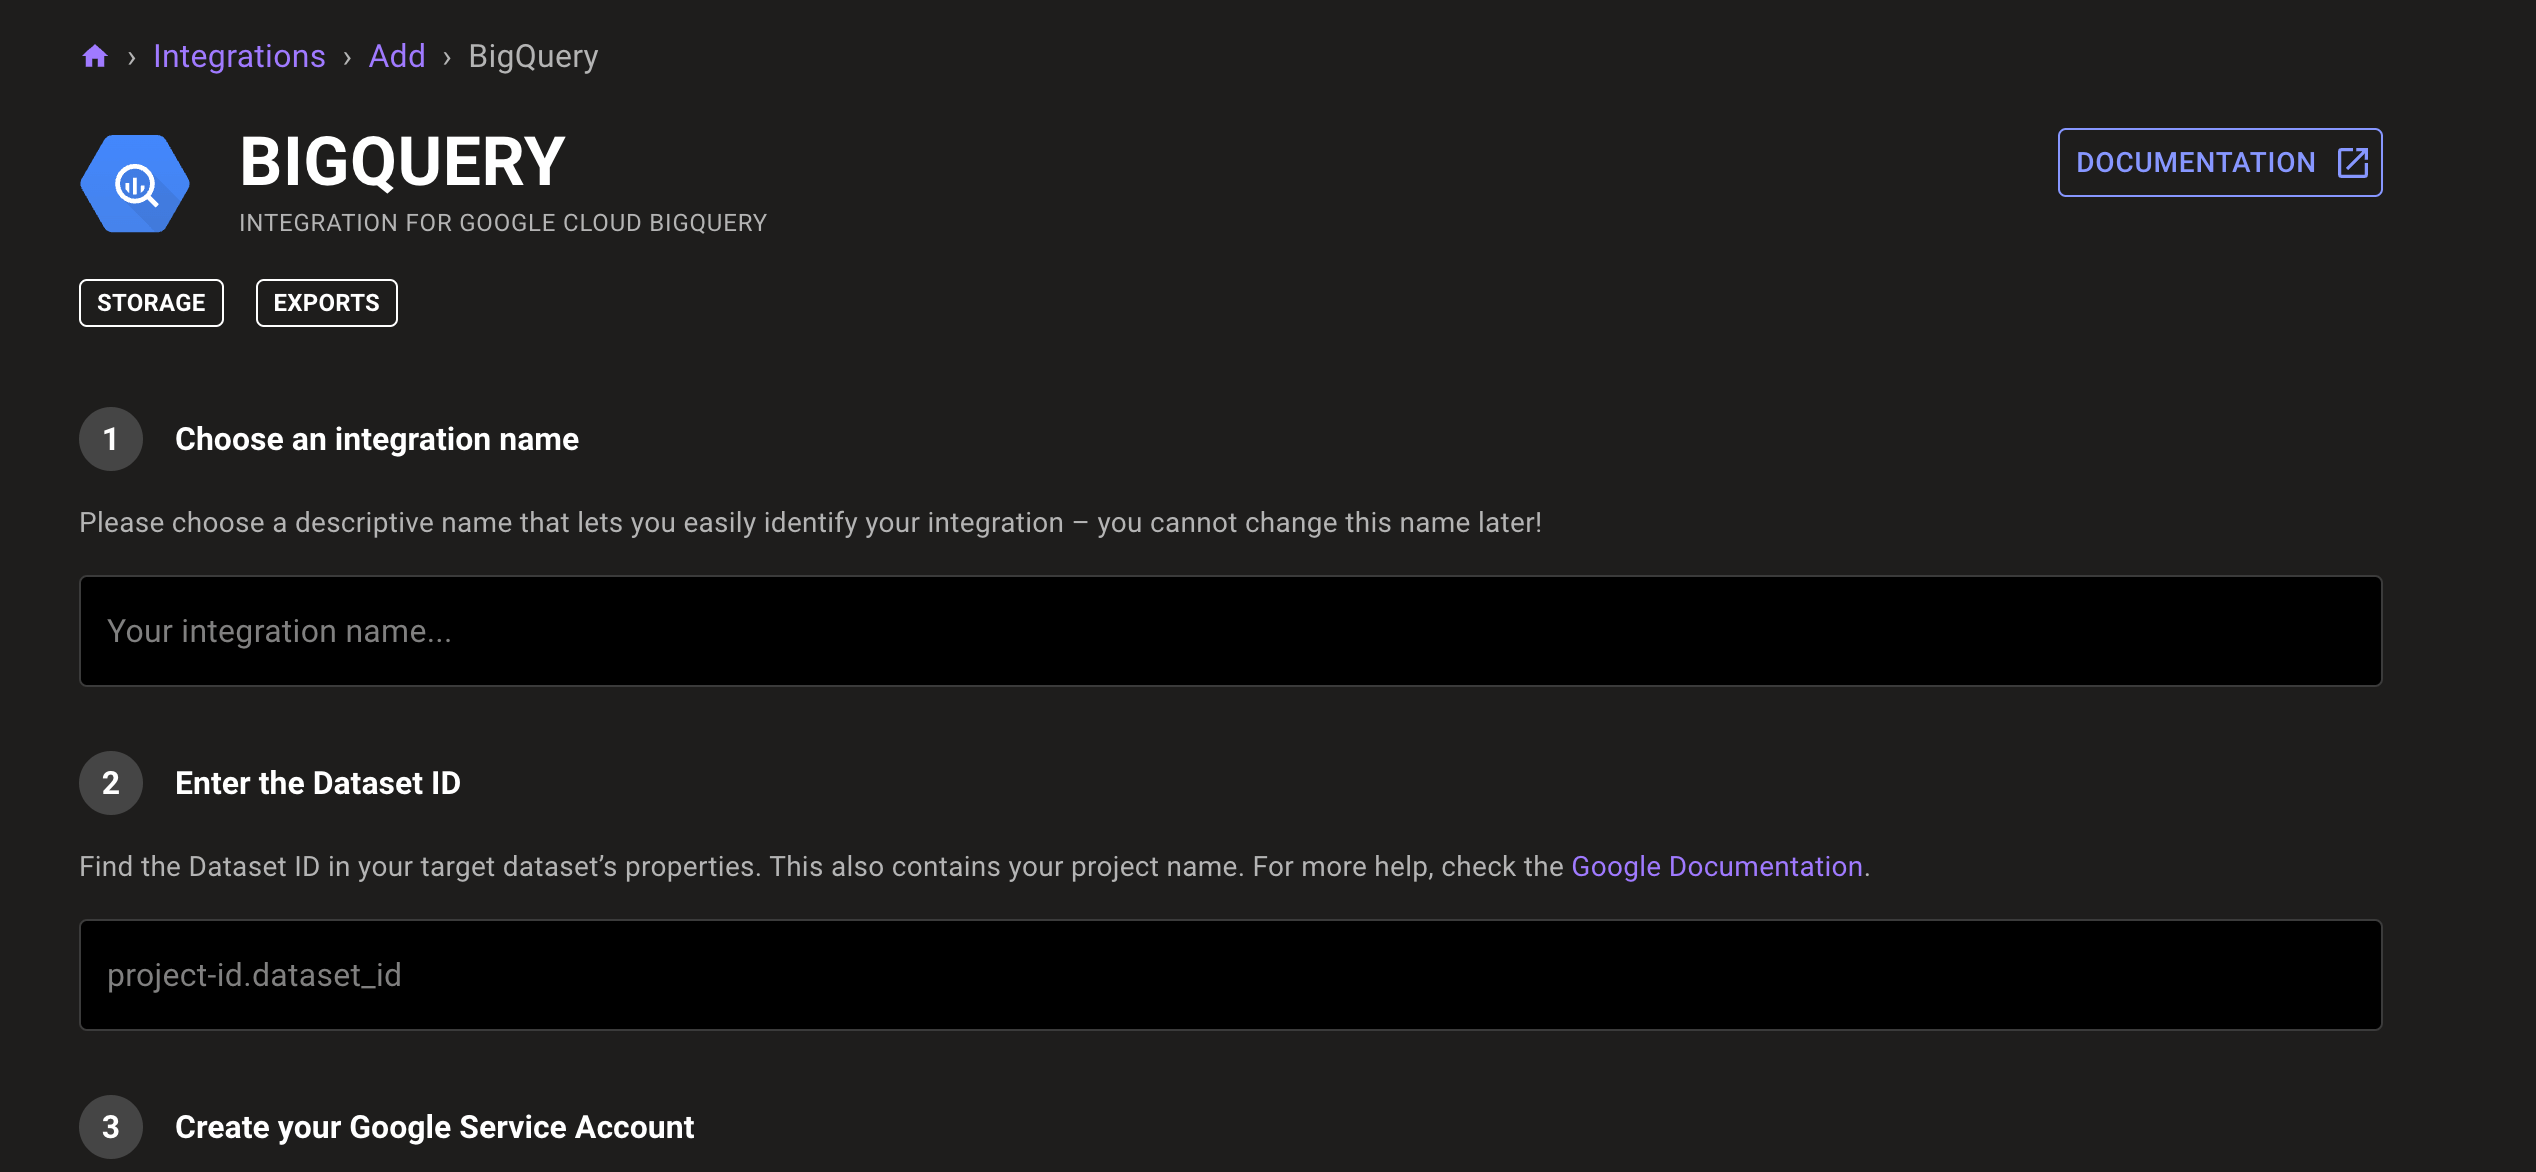 › Integrations › Add › BigQuery
BIGQUERY
INTEGRATION FOR GOOGLE CLOUD BIGQUERY
DOCUMENTATION
STORAGE EXPORTS
1 Choose an integration name
Please choose a descriptive name that lets you easily identify your integration – you cannot change this name later!
Your integration name...
2 Enter the Dataset ID
Find the Dataset ID in your target dataset’s properties. This also contains your project name. For more help, check the Google Documentation.
project-id.dataset_id
3 Create your Google Service Account